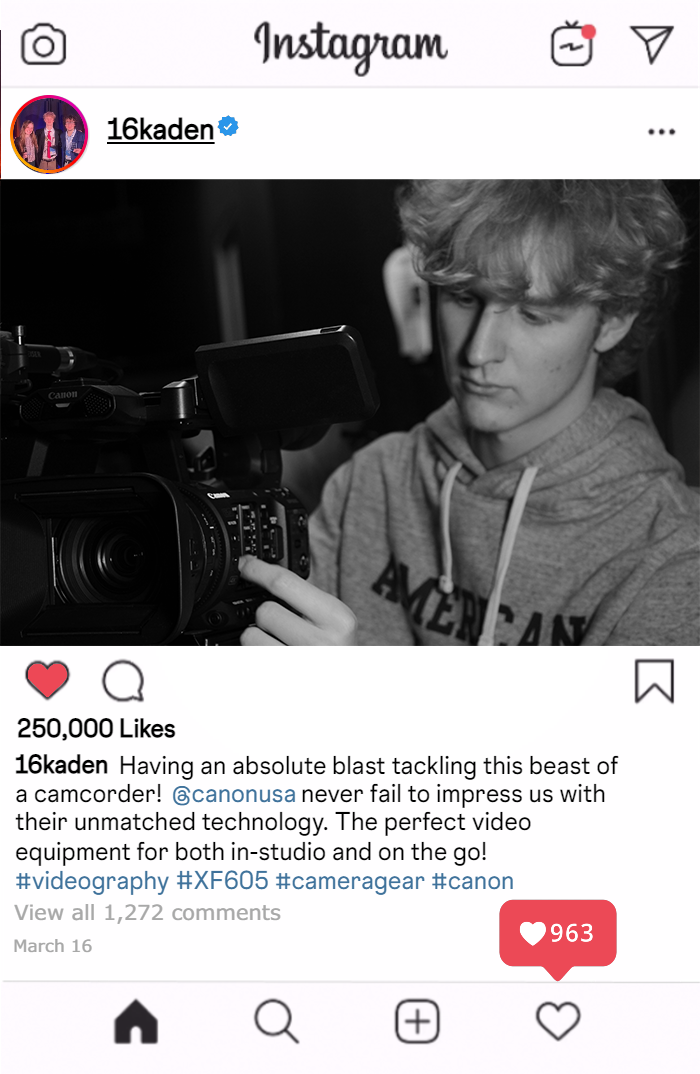 Instagram
16kaden
Canon
Canon
AMERICAN
250,000 Likes
16kaden Having an absolute blast tackling this beast of
a camcorder! @canonusa never fail to impress us with
their unmatched technology. The perfect video
equipment for both in-studio and on the go!
#videography #XF605 #cameragear #canon
View all 1,272 comments
963
March 16